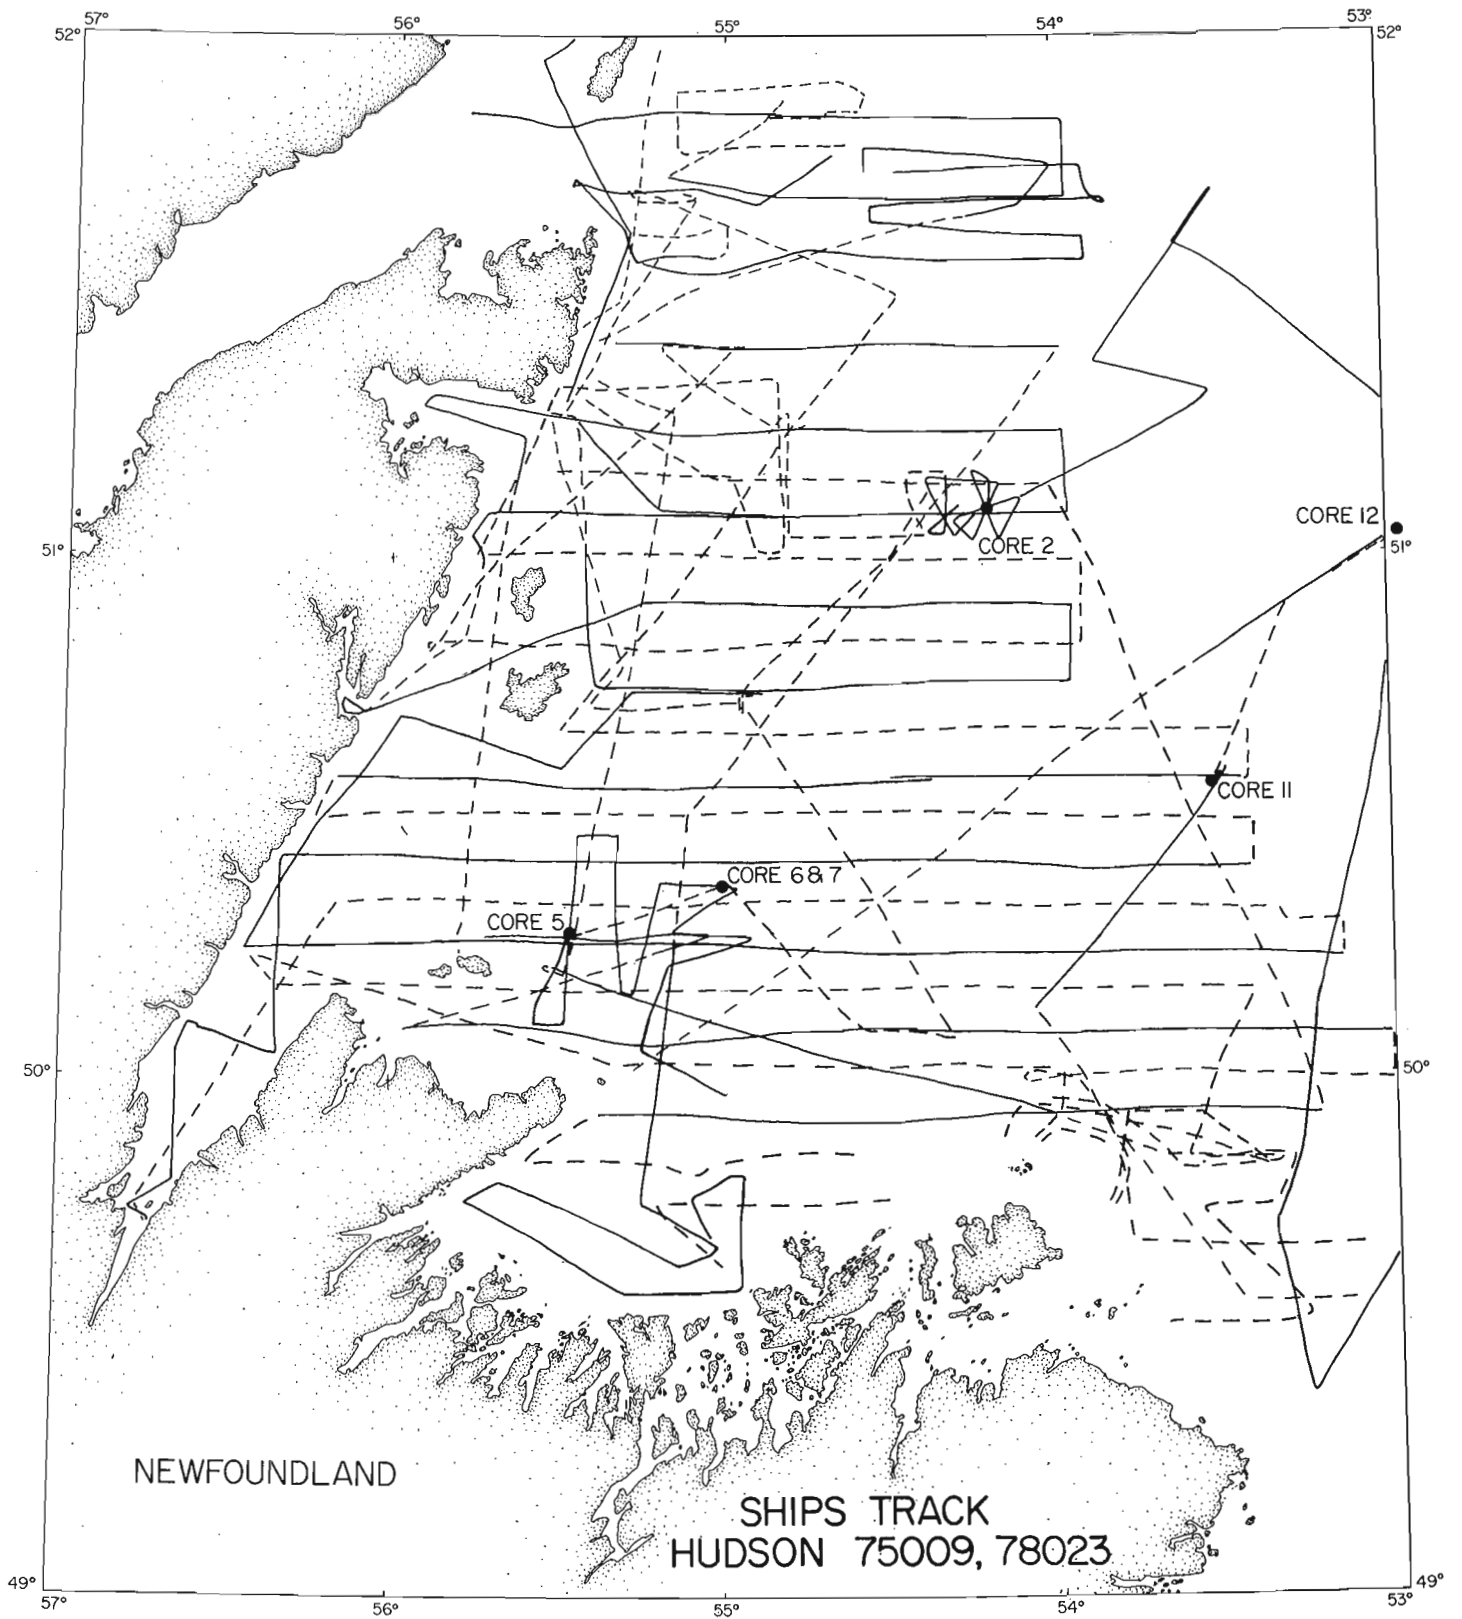 57° 56° 55° 54° 53°
52° 52°
CORE 12
51° 51°
CORE 2
CORE 11
CORE 6 & 7
CORE 5
50° 50°
NEWFOUNDLAND
SHIPS TRACK
HUDSON 75009, 78023
49° 49°
57° 56° 55° 54° 53°